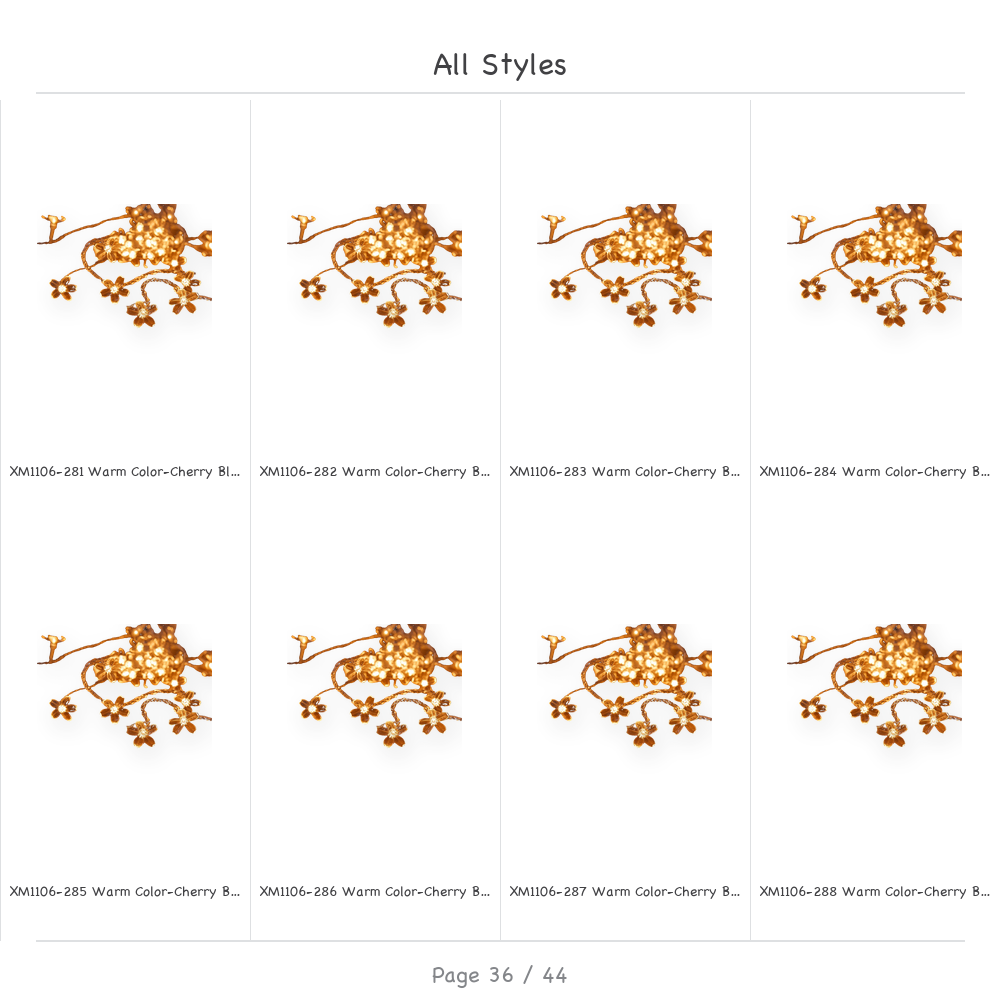 All Styles
XM1106-281 Warm Color-Cherry Bl...
XM1106-282 Warm Color-Cherry B...
XM1106-283 Warm Color-Cherry B...
XM1106-284 Warm Color-Cherry B...
XM1106-285 Warm Color-Cherry B...
XM1106-286 Warm Color-Cherry B...
XM1106-287 Warm Color-Cherry B...
XM1106-288 Warm Color-Cherry B...
Page 36 / 44